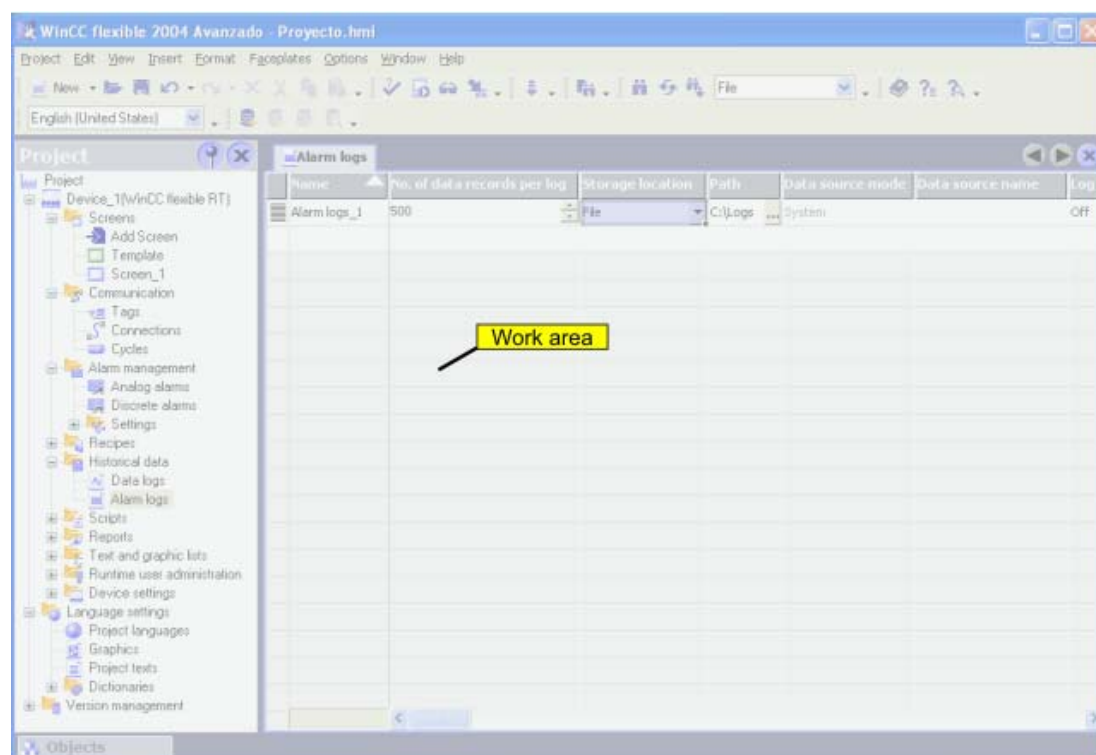 WinCC flexible 2004 Avanzado - Proyecto.hmi
Project Edit View Insert Format Faceplates Options Window Help
New File
English (United States)
Project
Alarm logs
Name No. of data records per log Storage location Path Data source mode Data source name Log
Alarm logs_1 500 File C:\Logs ... System Off
Project
Device_1(WinCC flexible RT)
Screens
Add Screen
Template
Screen_1
Communication
Tags
Connections
Cycles
Alarm management
Analog alarms
Discrete alarms
Settings
Recipes
Historical data
Data logs
Alarm logs
Scripts
Reports
Text and graphic lists
Runtime user administration
Device settings
Language settings
Project languages
Graphics
Project texts
Dictionaries
Version management
Work area
Objects